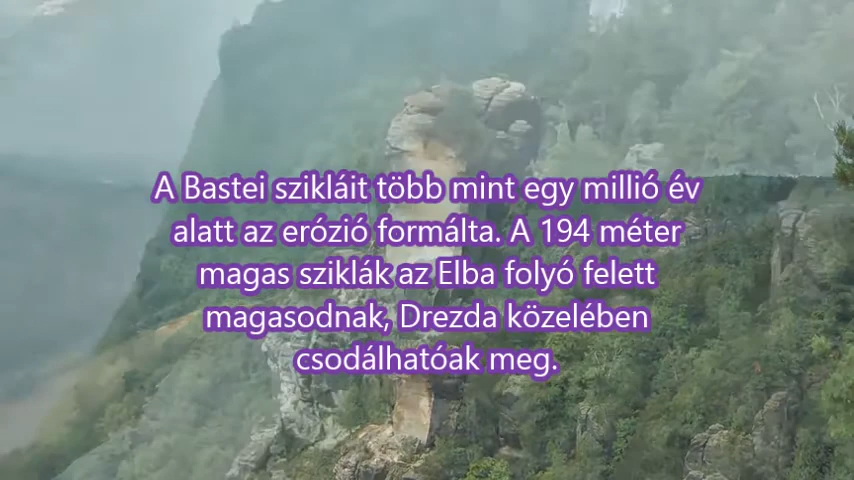 A Bastei szikláit több mint egy millió év
alatt az erózió formálta. A 194 méter
magas sziklák az Elba folyó felett
magasodnak, Drezda közelében
csodálhatóak meg.